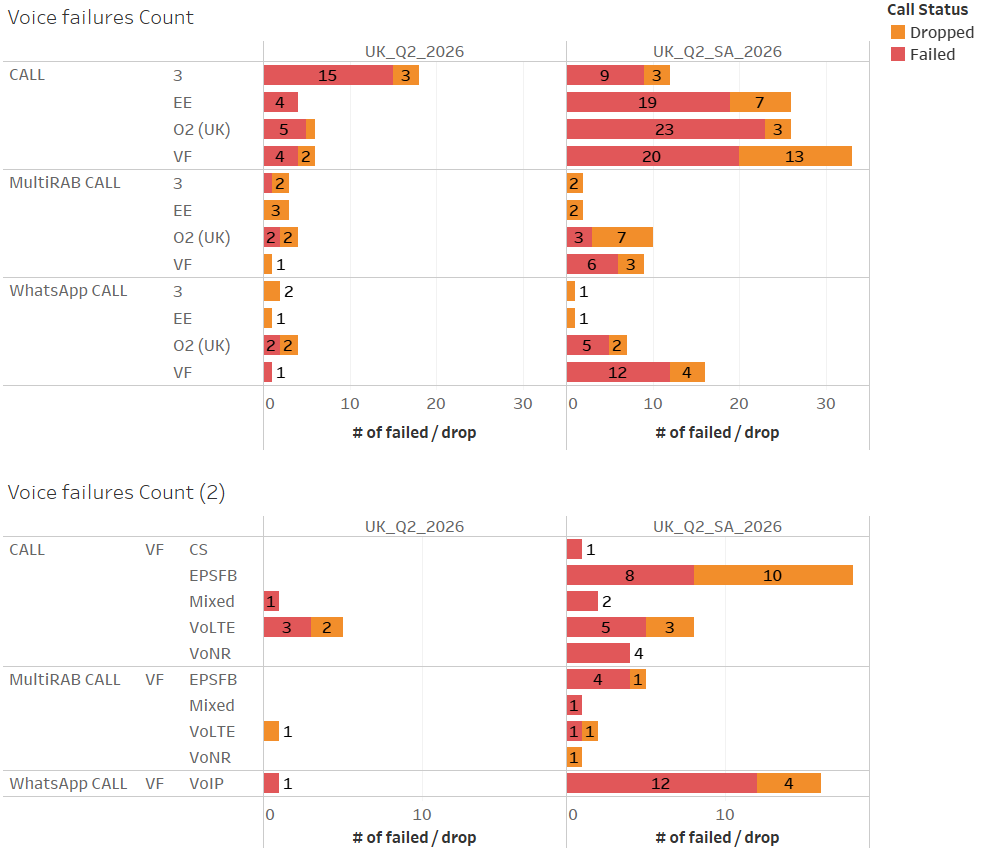 Voice failures Count
Call Status
Dropped
Failed
UK_Q2_2026 UK_Q2_SA_2026
CALL 3 15 3 9 3
EE 4 19 7
O2 (UK) 5 23 3
VF 4 2 20 13
MultiRAB CALL 3 2 2
EE 3 2
O2 (UK) 2 2 3 7
VF 1 6 3
WhatsApp CALL 3 2 1
EE 1 1
O2 (UK) 2 2 5 2
VF 1 12 4
0 10 20 30 0 10 20 30
# of failed / drop # of failed / drop
Voice failures Count (2)
UK_Q2_2026 UK_Q2_SA_2026
CALL VF CS 1
EPSFB 8 10
Mixed 1 2
VoLTE 3 2 5 3
VoNR 4
MultiRAB CALL VF EPSFB 4 1
Mixed 1
VoLTE 1 1 1
VoNR 1
WhatsApp CALL VF VoIP 1 12 4
0 10 0 10
# of failed / drop # of failed / drop